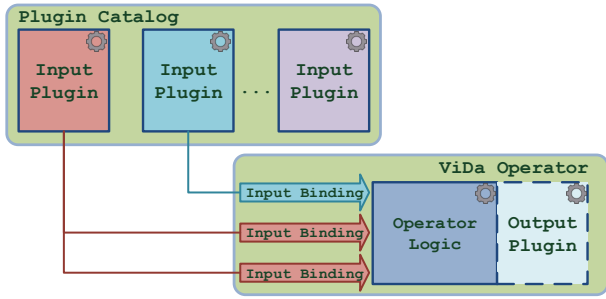 Plugin Catalog
Input Plugin
Input Plugin
...
Input Plugin
ViDa Operator
Input Binding
Input Binding
Input Binding
Operator Logic
Output Plugin